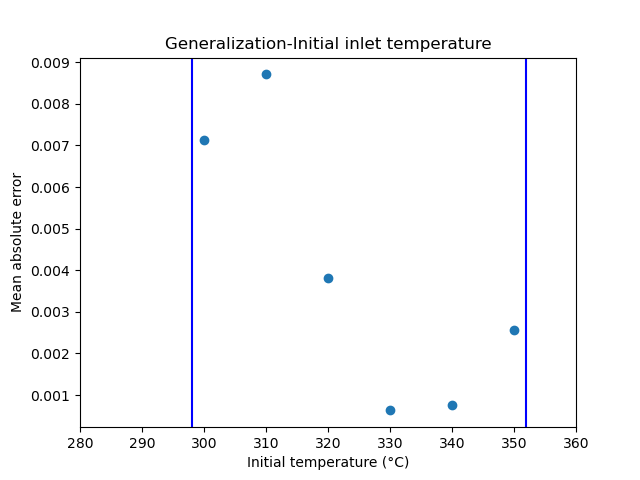 Generalization-Initial inlet temperature
Mean absolute error
0.009
0.008
0.007
0.006
0.005
0.004
0.003
0.002
0.001
280 290 300 310 320 330 340 350 360
Initial temperature (°C)